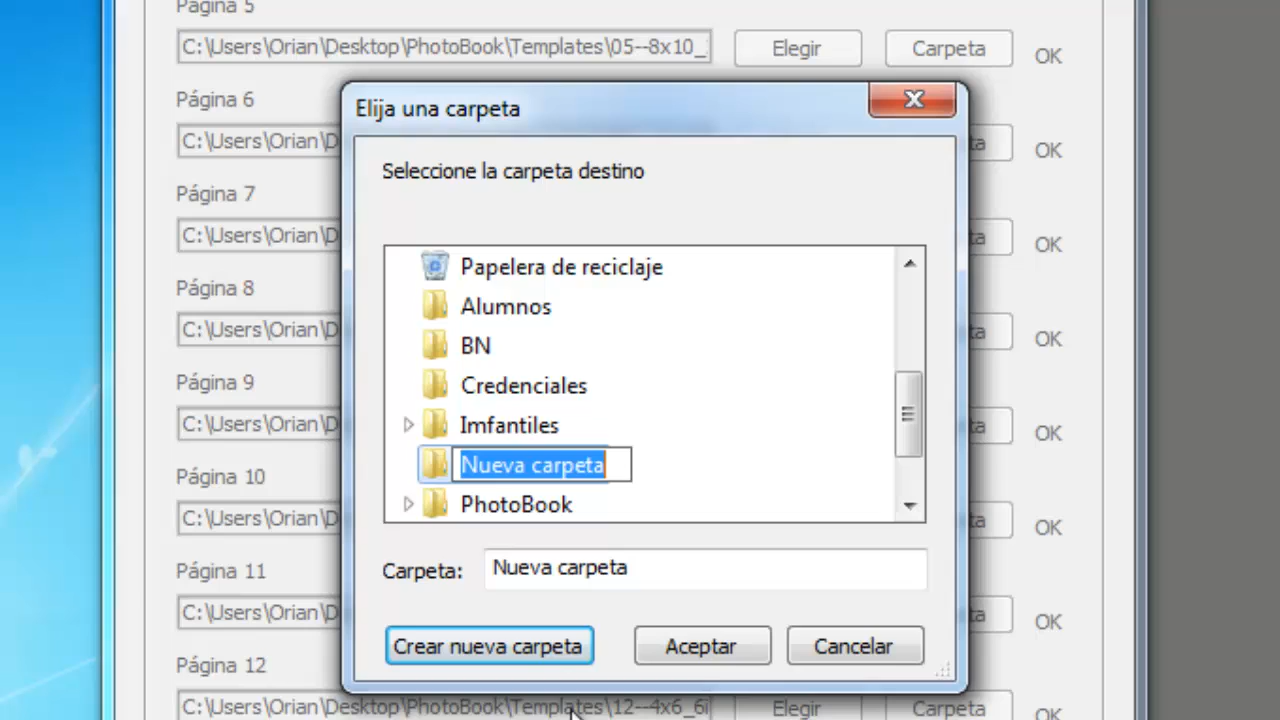 Página 5
C:\Users\Orian\Desktop\PhotoBook\Templates\05--8x10_ Elegir Carpeta OK
Página 6
C:\Users\Orian\D OK
Página 7
C:\Users\Orian\D OK
Página 8
C:\Users\Orian\D OK
Página 9
C:\Users\Orian\D OK
Página 10
C:\Users\Orian\D OK
Página 11
C:\Users\Orian\D OK
Página 12
C:\Users\Orian\Desktop\PhotoBook\Templates\12--4x6_6i Elegir Carpeta OK
Elija una carpeta
Seleccione la carpeta destino
Papelera de reciclaje
Alumnos
BN
Credenciales
Imfantiles
Nueva carpeta
PhotoBook
Carpeta: Nueva carpeta
Crear nueva carpeta Aceptar Cancelar